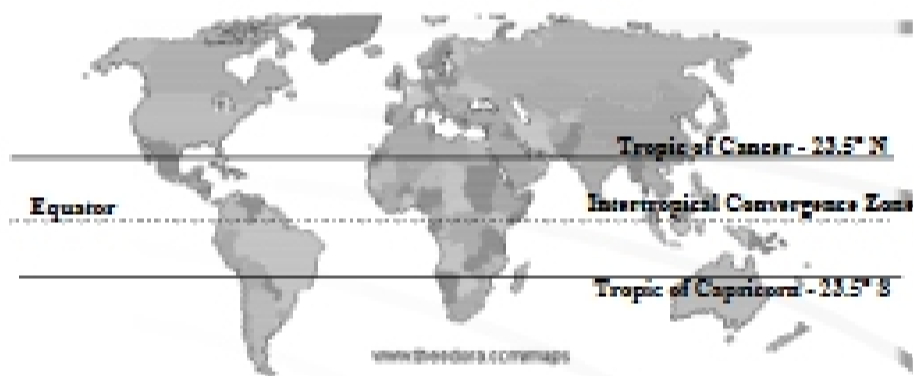 Tropic of Cancer - 23.5° N
Equator
Intertropical Convergence Zone
Tropic of Capricorn - 23.5° S
www.theodora.com/maps